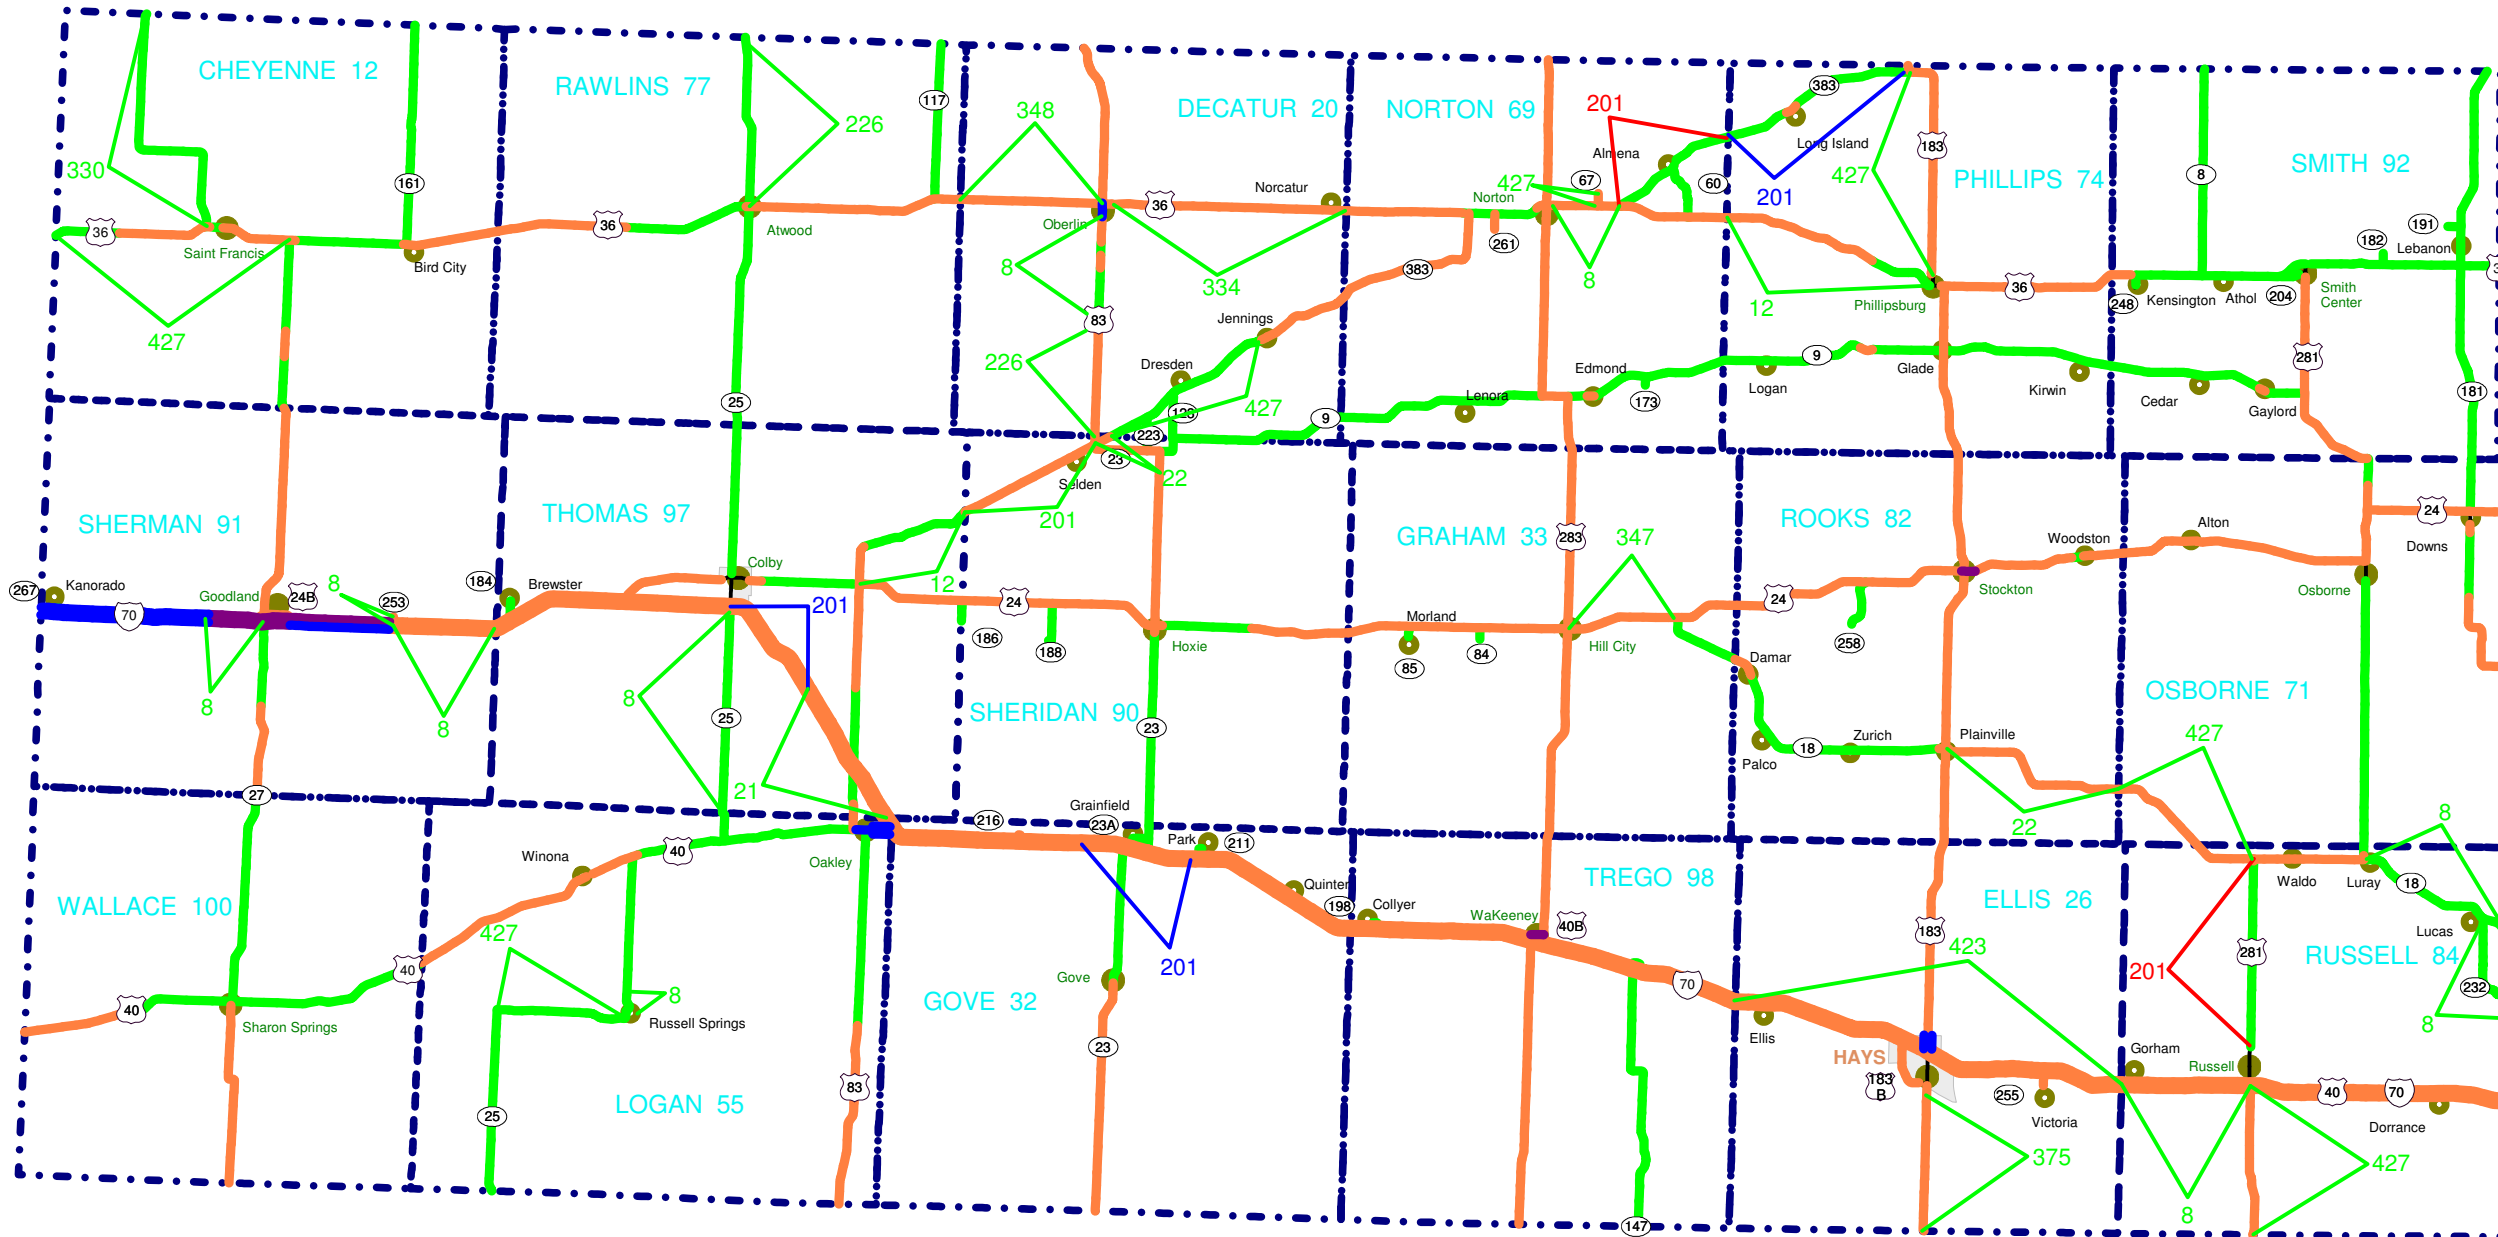 CHEYENNE 12
RAWLINS 77
DECATUR 20
NORTON 69
PHILLIPS 74
SMITH 92
117
348
226
330
161
201
383
Long Island
183
Almena
67
427
60
201
427
8
191
182
Lebanon
36
Saint Francis
Bird City
36
Atwood
Oberlin
36
Norcatur
Norton
261
383
8
334
8
12
Phillipsburg
36
248
Kensington
Athol
204
Smith
Center
427
83
Jennings
226
Dresden
427
223
23
22
Selden
201
25
9
Lenora
Edmond
173
Logan
9
Glade
Kirwin
Cedar
Gaylord
281
181
SHERMAN 91
THOMAS 97
GRAHAM 33
ROOKS 82
283
347
24
Woodston
Alton
24
Downs
267
Kanorado
Goodland
24B
8
253
184
Brewster
Colby
12
24
186
188
Hoxie
Morland
85
84
Hill City
258
Stockton
Osborne
70
201
8
8
8
25
21
SHERIDAN 90
23
Damar
Palco
18
Zurich
Plainville
OSBORNE 71
427
22
8
27
Winona
40
Oakley
216
Grainfield
23A
Park
211
Quinter
198
Collyer
WaKeeney
40B
TREGO 98
ELLIS 26
Waldo
Luray
18
Lucas
RUSSELL 84
232
8
WALLACE 100
427
40
40
Sharon Springs
8
Russell Springs
GOVE 32
Gove
201
70
423
183
201
281
LOGAN 55
25
83
23
147
Ellis
HAYS
183
B
255
Victoria
Gorham
Russell
40
70
Dorrance
375
8
427